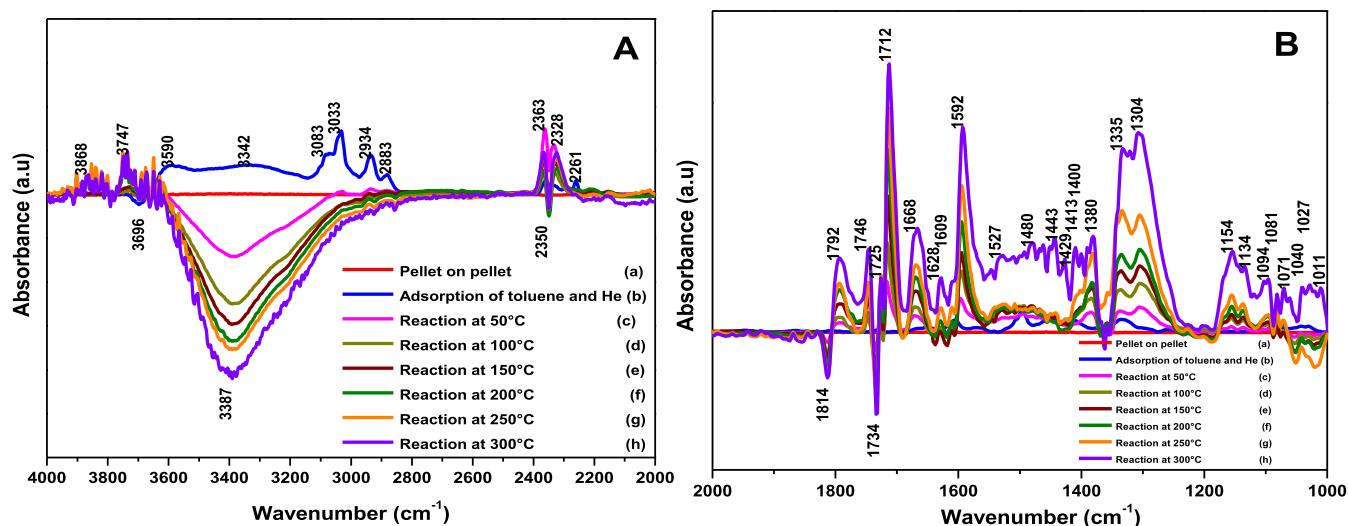 A
Absorbance (a.u)
3868
3747
3696
3590
3342
3083
3033
2934
2883
2363
2328
2350
2261
3387
Pellet on pellet (a)
Adsorption of toluene and He (b)
Reaction at 50°C (c)
Reaction at 100°C (d)
Reaction at 150°C (e)
Reaction at 200°C (f)
Reaction at 250°C (g)
Reaction at 300°C (h)
4000 3600 3200 2800 2400 2000
Wavenumber (cm⁻¹)
B
Absorbance (a.u)
1814
1792
1746
1734
1725
1712
1668
1628
1609
1592
1527
1480
1443
1429
1413
1400
1380
1335
1304
1154
1134
1094
1081
1071
1040
1027
1011
Pellet on pellet (a)
Adsorption of toluene and He (b)
Reaction at 50°C (c)
Reaction at 100°C (d)
Reaction at 150°C (e)
Reaction at 200°C (f)
Reaction at 250°C (g)
Reaction at 300°C (h)
2000 1800 1600 1400 1200 1000
Wavenumber (cm⁻¹)